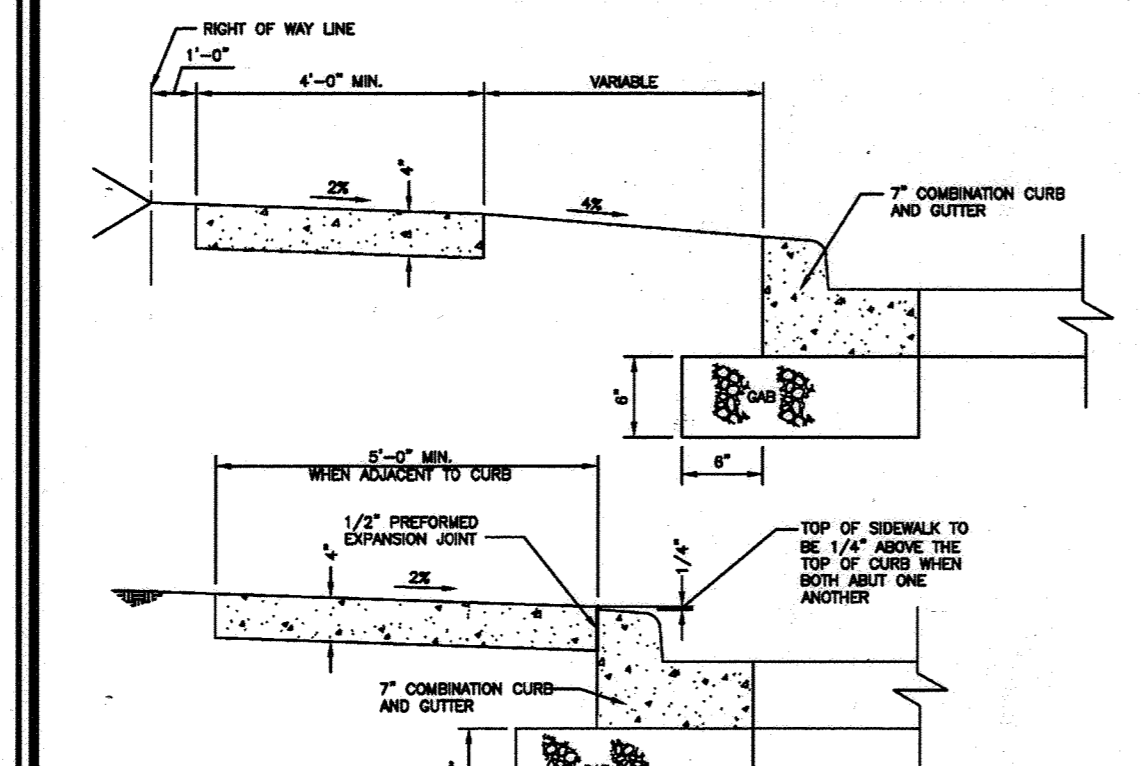 RIGHT OF WAY LINE
1'-0"
4'-0" MIN.
VARIABLE
4"
2%
4%
7" COMBINATION CURB
AND GUTTER
6"
GAB
6"
5'-0" MIN.
WHEN ADJACENT TO CURB
1/2" PREFORMED
EXPANSION JOINT
4"
2%
1/4"
TOP OF SIDEWALK TO
BE 1/4" ABOVE THE
TOP OF CURB WHEN
BOTH ABUT ONE
ANOTHER
7" COMBINATION CURB
AND GUTTER